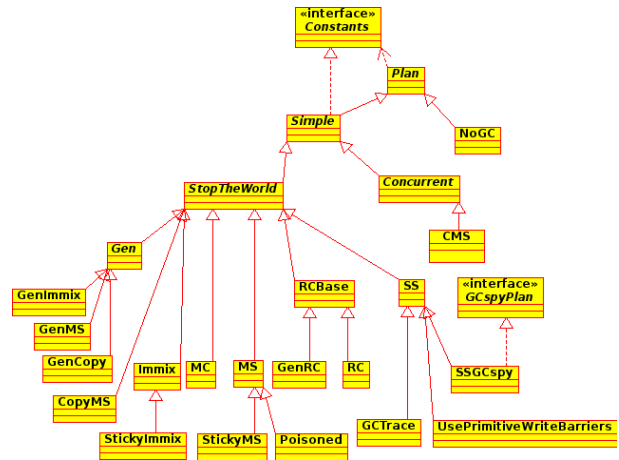 «interface»
Constants
Plan
Simple
NoGC
StopTheWorld
Concurrent
CMS
Gen
GenImmix
RCBase
SS
«interface»
GCspyPlan
GenMS
GenCopy
Immix
MC
MS
GenRC
RC
SSGCspy
CopyMS
StickyImmix
StickyMS
Poisoned
GCTrace
UsePrimitiveWriteBarriers